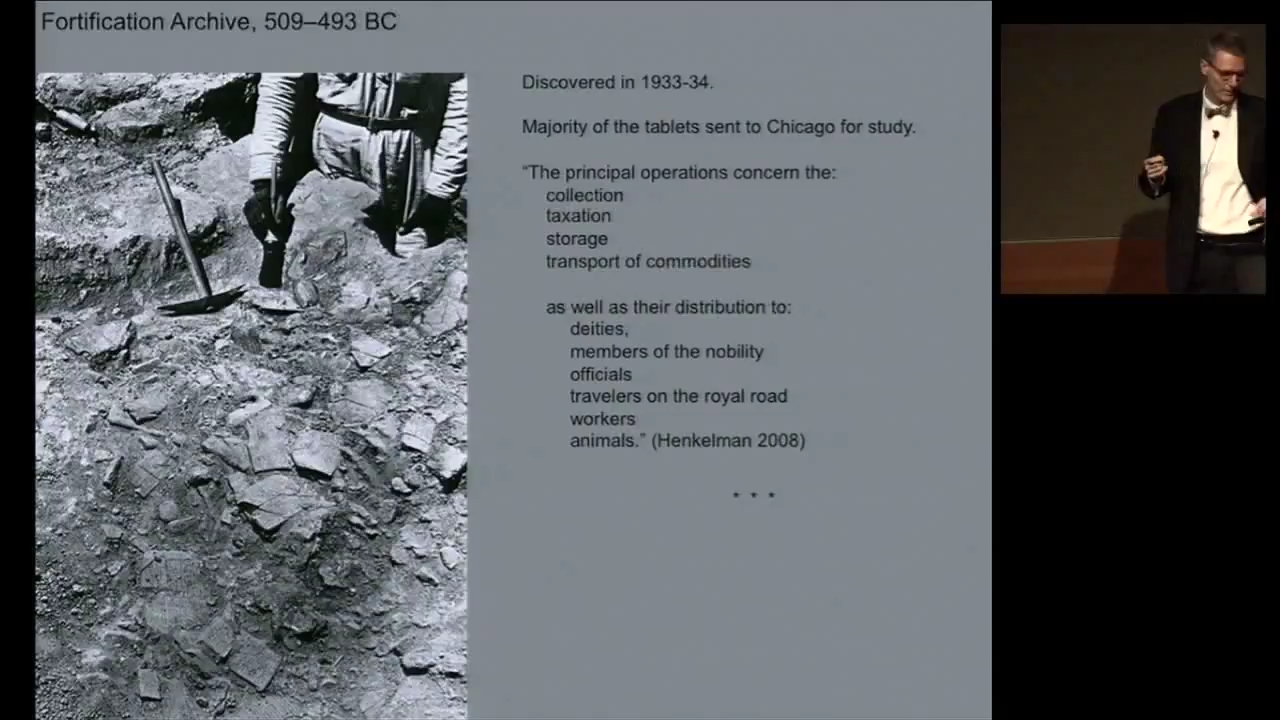 Fortification Archive, 509–493 BC
Discovered in 1933-34.
Majority of the tablets sent to Chicago for study.
“The principal operations concern the:
collection
taxation
storage
transport of commodities
as well as their distribution to:
deities,
members of the nobility
officials
travelers on the royal road
workers
animals.” (Henkelman 2008)
* * *